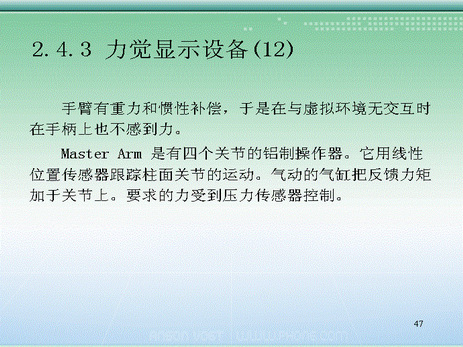 2.4.3 力觉显示设备(12)
手臂有重力和惯性补偿，于是在与虚拟环境无交互时
在手柄上也不感到力。
Master Arm 是有四个关节的铝制操作器。它用线性
位置传感器跟踪柱面关节的运动。气动的气缸把反馈力矩
加于关节上。要求的力受到压力传感器控制。
47